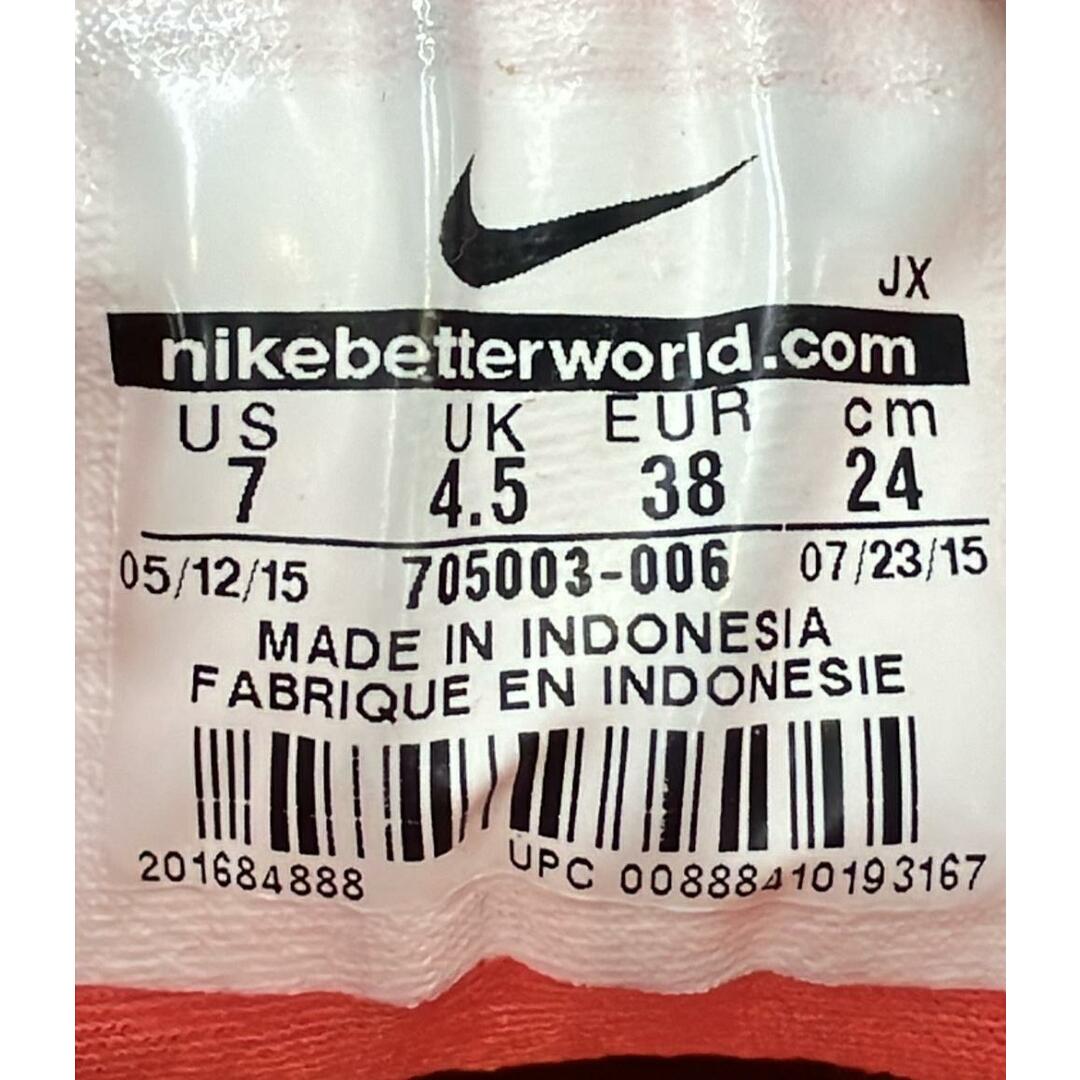 JX
nikebetterworld.com
US UK EUR cm
7 4.5 38 24
05/12/15 705003-006 07/23/15
MADE IN INDONESIA
FABRIQUE EN INDONESIE
201684888 UPC 00888410193167